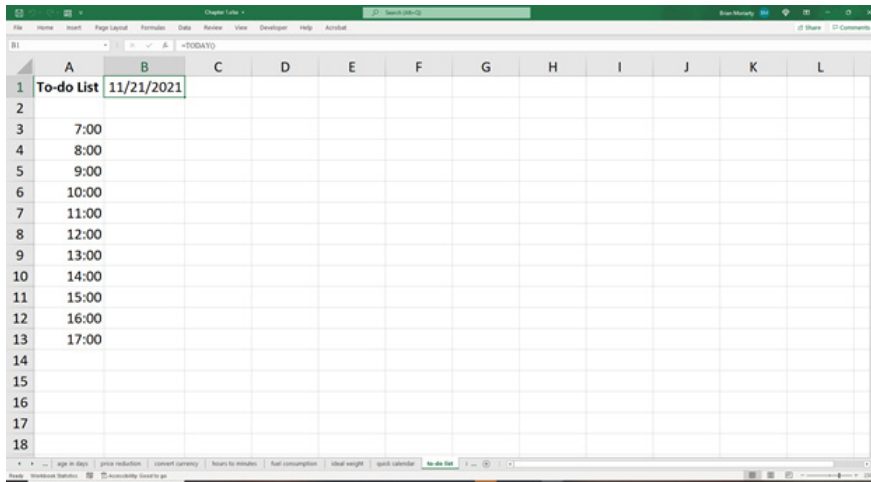 Chapter 1.xlsx
Search (Alt+Q)
Brian Moriarty BM
File Home Insert Page Layout Formulas Data Review View Developer Help Acrobat Share Comments
B1 =TODAY()
A B C D E F G H I J K L
1 To-do List 11/21/2021
2
3 7:00
4 8:00
5 9:00
6 10:00
7 11:00
8 12:00
9 13:00
10 14:00
11 15:00
12 16:00
13 17:00
14
15
16
17
18
... age in days price reduction convert currency hours to minutes fuel consumption ideal weight quick calendar to-do list ...
Ready Workbook Statistics Accessibility: Good to go